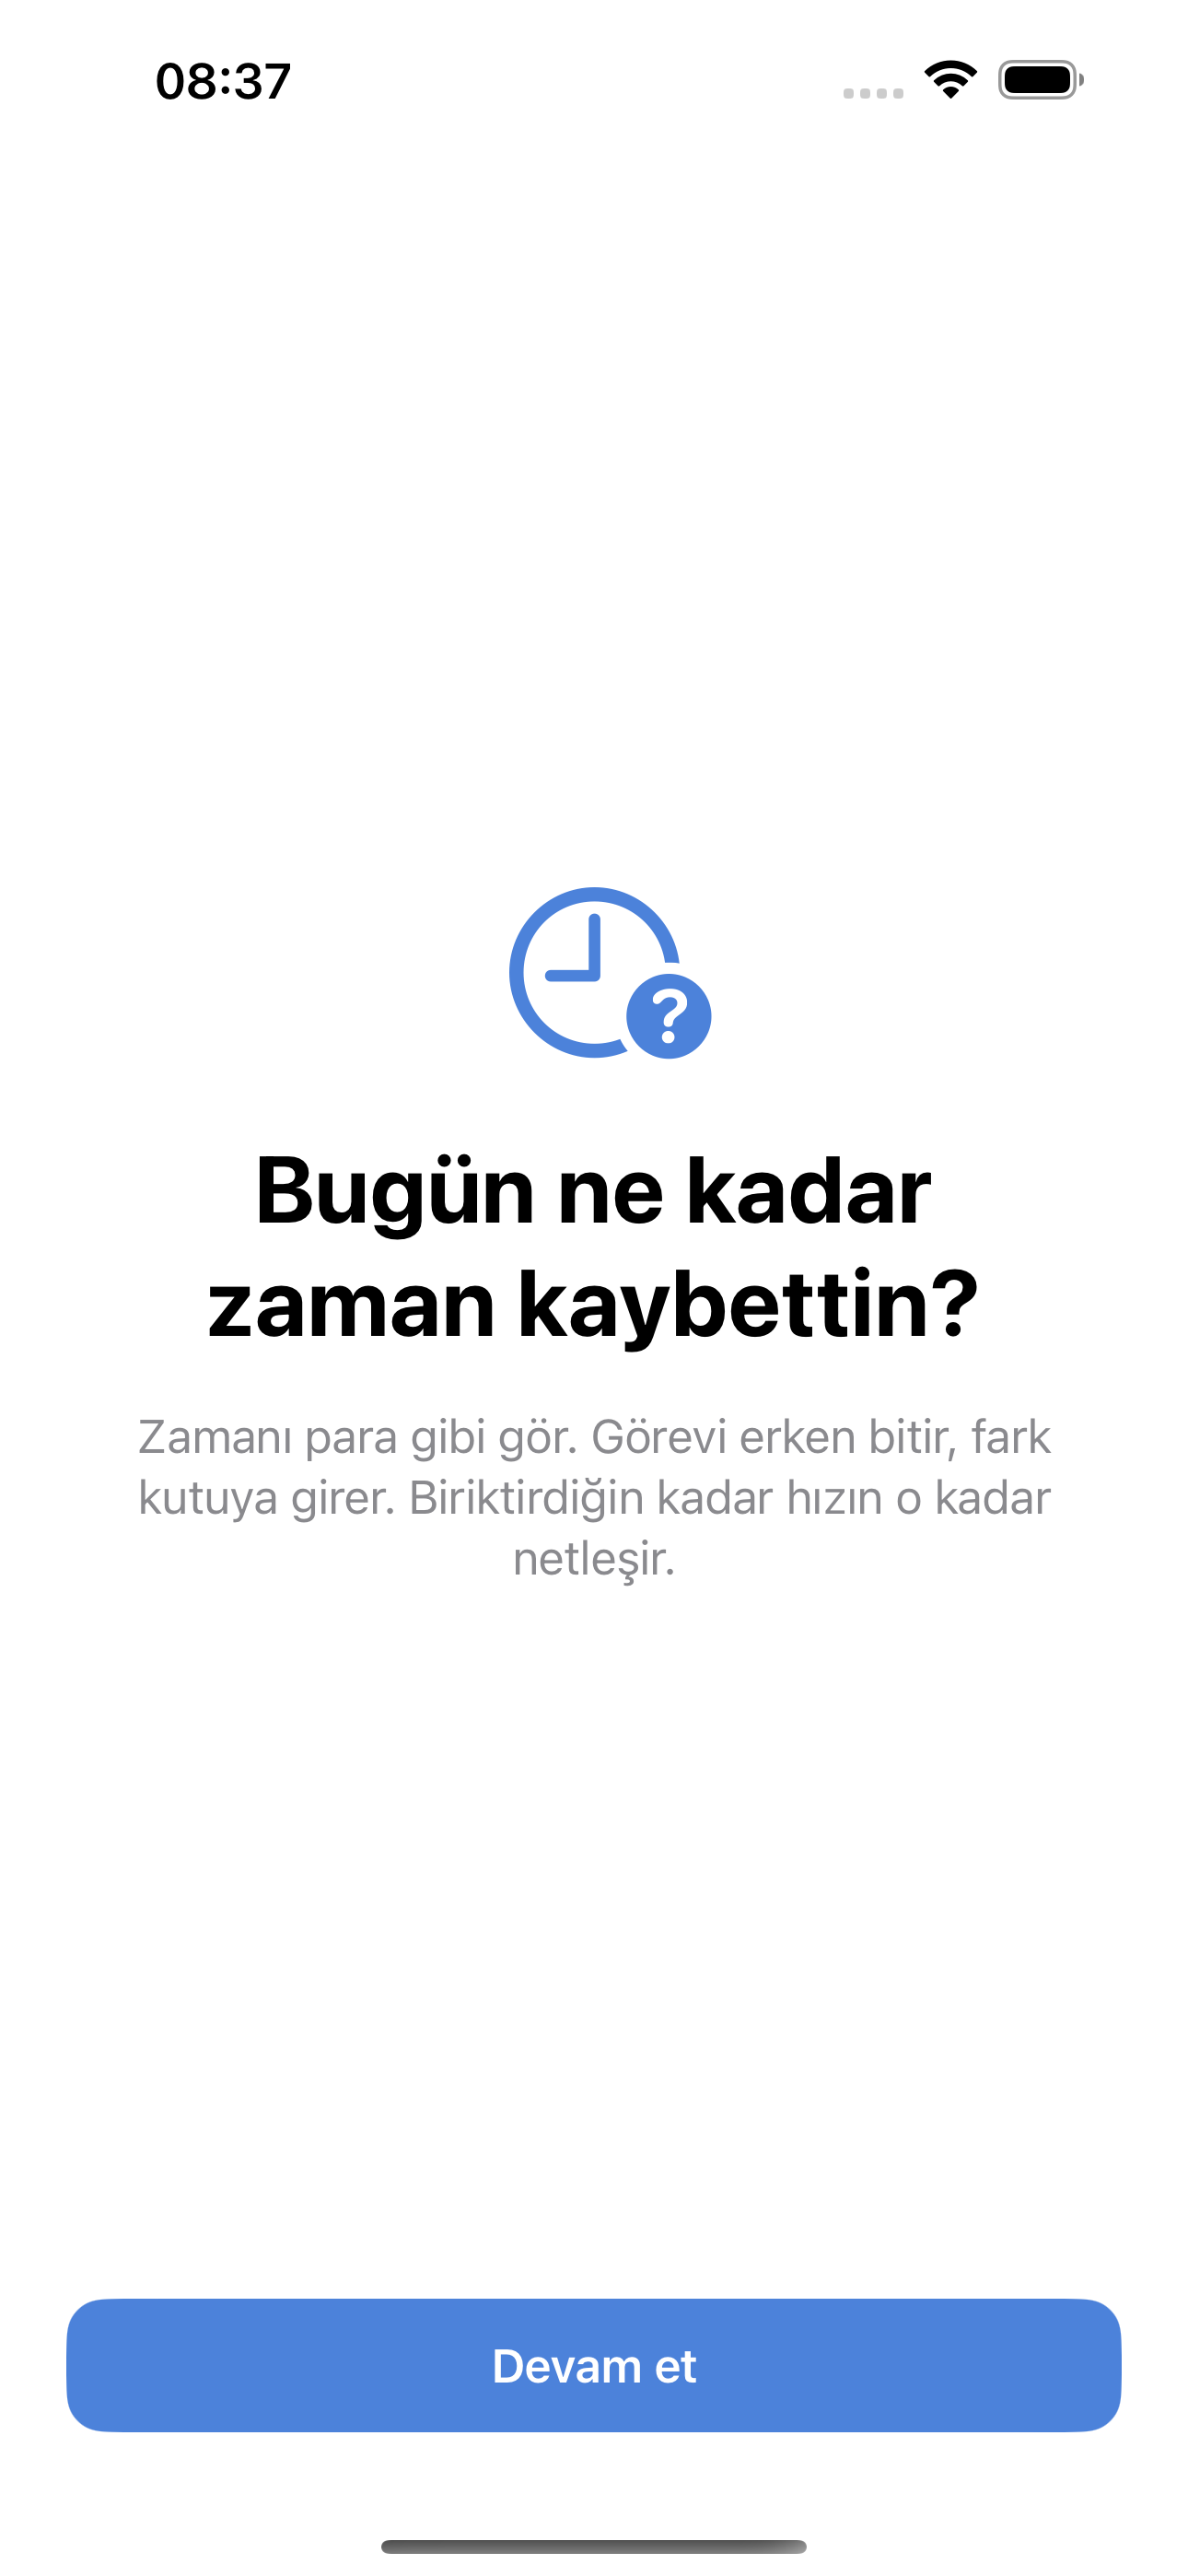 08:37
?
Bugün ne kadar
zaman kaybettin?
Zamanı para gibi gör. Görevi erken bitir, fark
kutuya girer. Biriktirdiğin kadar hızın o kadar
netleşir.
Devam et